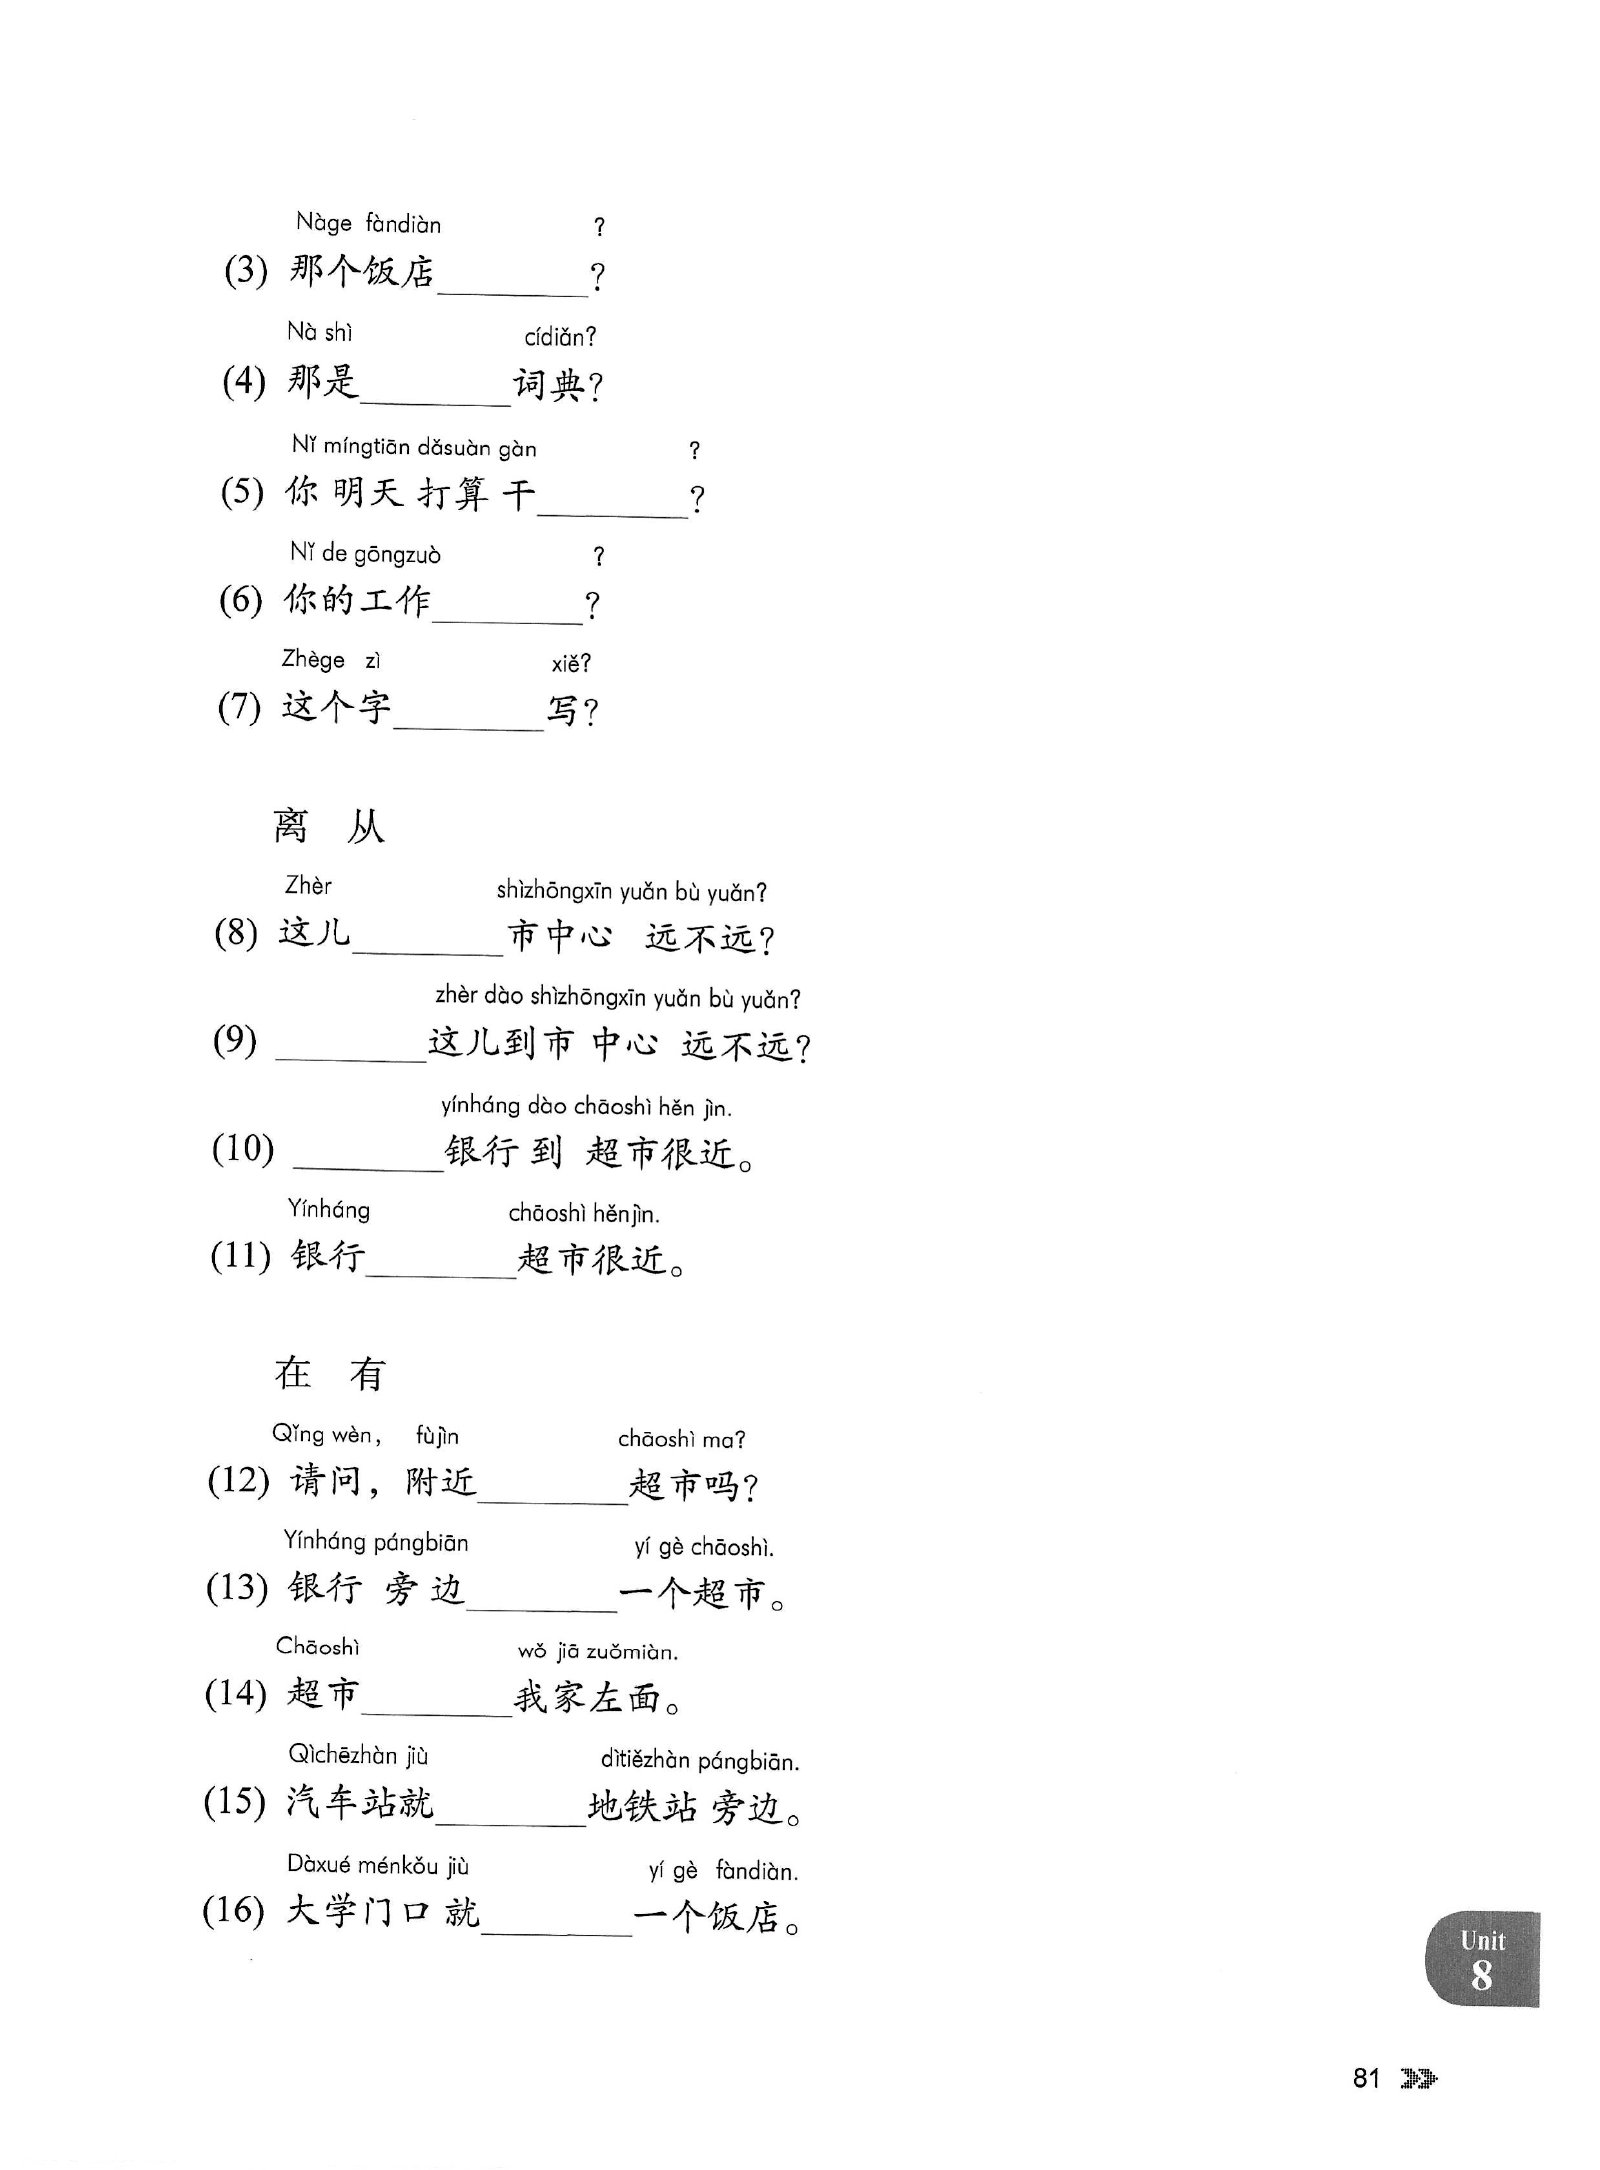 Nàge fàndiàn ?
(3) 那个饭店________?
Nà shì cídiǎn?
(4) 那是________词典?
Nǐ míngtiān dǎsuàn gàn ?
(5) 你 明天 打算 干________?
Nǐ de gōngzuò ?
(6) 你的工作________?
Zhège zì xiě?
(7) 这个字________写?
离 从
Zhèr shìzhōngxīn yuǎn bù yuǎn?
(8) 这儿________市中心 远不远?
zhèr dào shìzhōngxīn yuǎn bù yuǎn?
(9) ________这儿到市 中心 远不远?
yínháng dào chāoshì hěn jìn.
(10) ________银行 到 超市很近。
Yínháng chāoshì hěnjìn.
(11) 银行________超市很近。
在 有
Qǐng wèn, fùjìn chāoshì ma?
(12) 请问，附近________超市吗?
Yínháng pángbiān yí gè chāoshì.
(13) 银行 旁边________一个超市。
Chāoshì wǒ jiā zuǒmiàn.
(14) 超市________我家左面。
Qìchēzhàn jiù dìtiězhàn pángbiān.
(15) 汽车站就________地铁站 旁边。
Dàxué ménkǒu jiù yí gè fàndiàn.
(16) 大学门口 就________一个饭店。
Unit
8
81